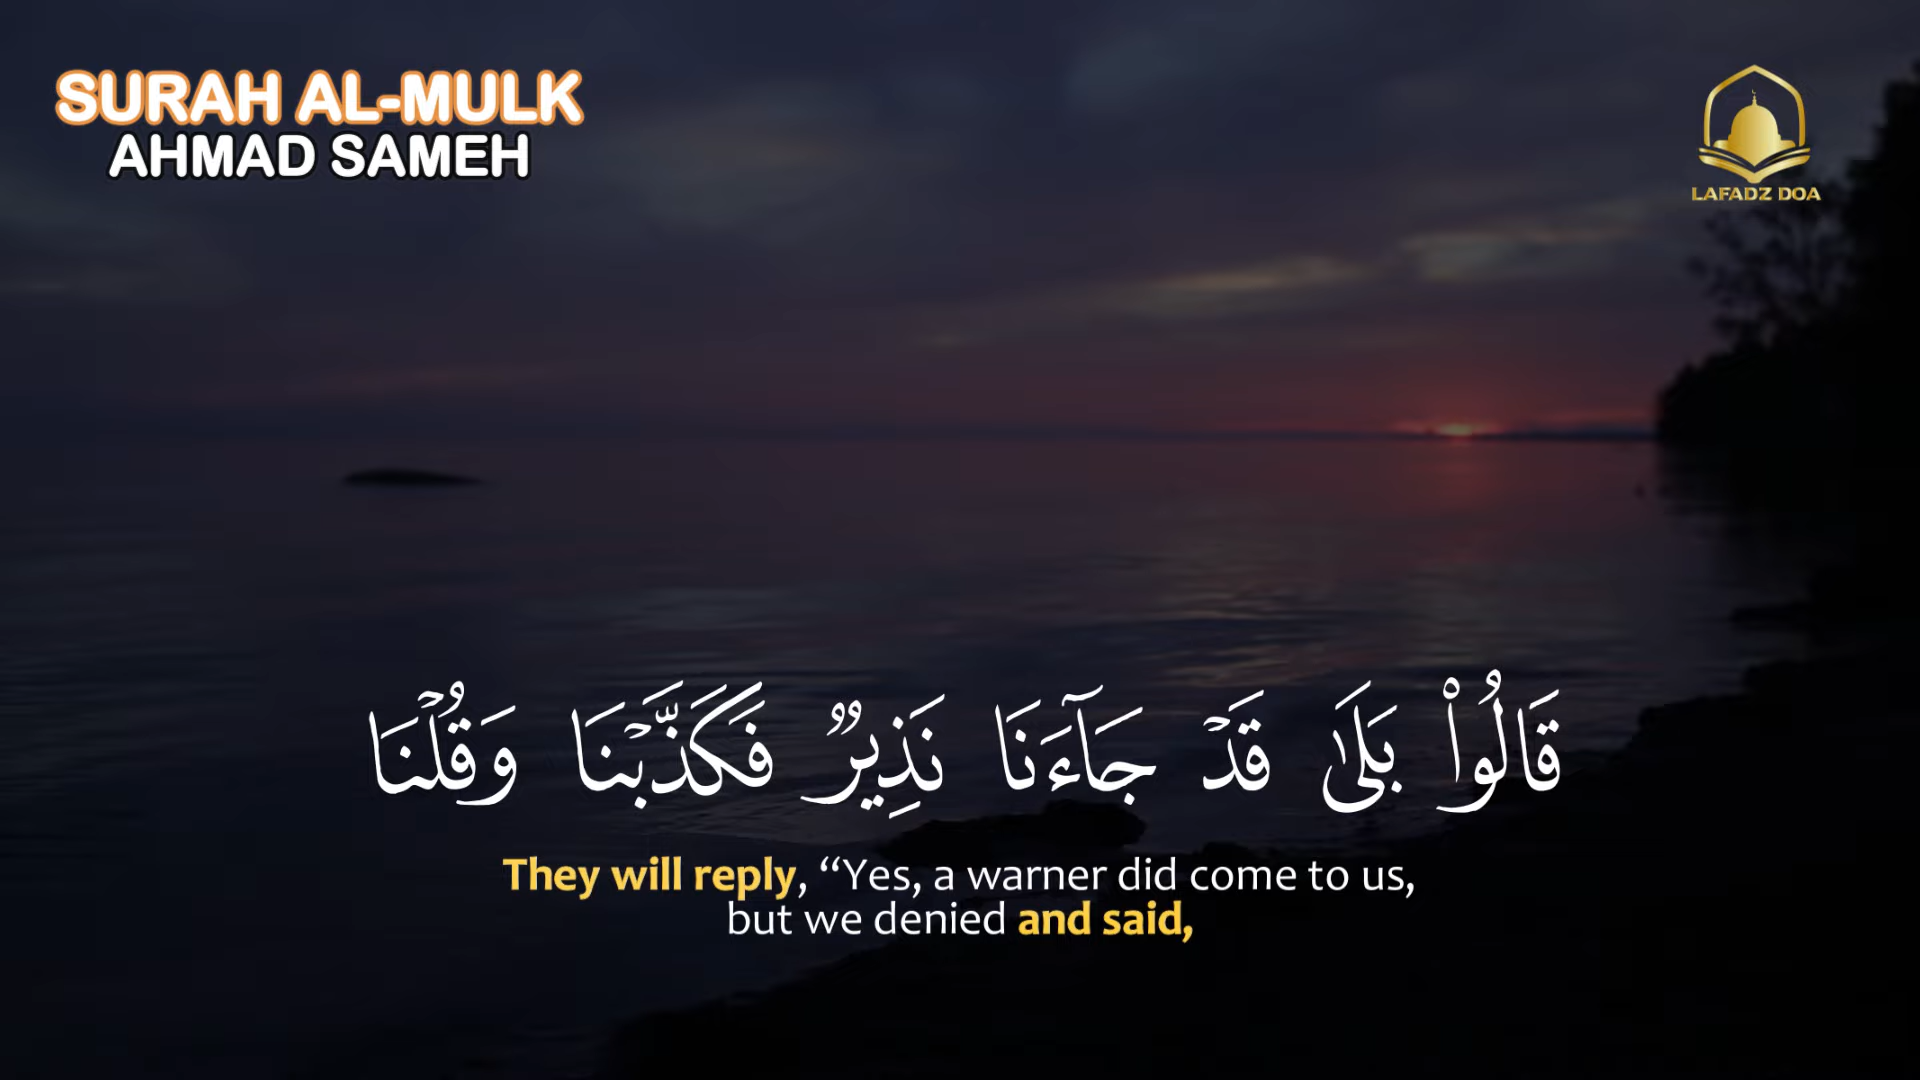 SURAH AL-MULK
AHMAD SAMEH
LAFADZ DOA
قَالُوا۟ بَلَىٰ قَدْ جَآءَنَا نَذِيرٌ فَكَذَّبْنَا وَقُلْنَا
They will reply, “Yes, a warner did come to us,
but we denied and said,